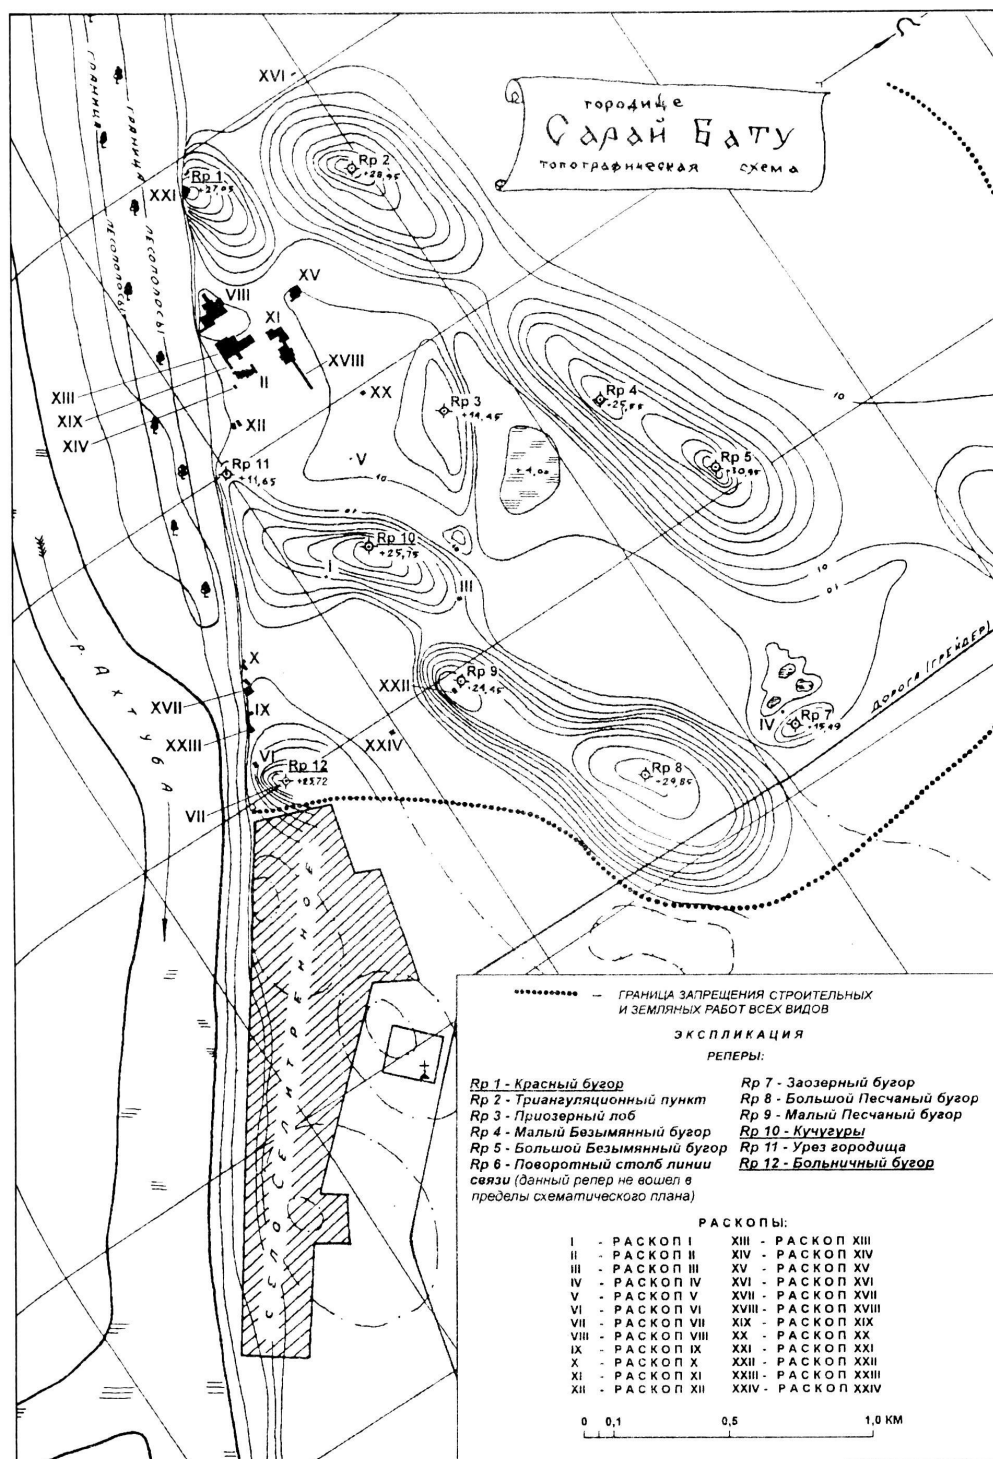 городище
Сарай Бату
топографическая схема
ГРАНИЦА ЛЕСОПОЛОСЫ
ГРАНИЦА ЛЕСОПОЛОСЫ
XVI
Rp 1
+27,05
XXI
Rp 2
+28,95
VIII
XV
XI
XVIII
XIII
II
XIX
XIV
XII
XX
Rp 3
+14,45
Rp 4
Rp 5
10
V
+4,00
Rp 11
+11,65
10
Rp 10
+25,75
I
III
10
10
Р. АХТУБА
X
XVII
IX
XXIII
VI
Rp 12
VII
XXII
Rp 9
XXIV
Rp 8
+29,85
IV
Rp 7
ДОРОГА (ГРЕЙДЕР)
СЕЛО СЕЛИТРЕННОЕ
– ГРАНИЦА ЗАПРЕЩЕНИЯ СТРОИТЕЛЬНЫХ
И ЗЕМЛЯНЫХ РАБОТ ВСЕХ ВИДОВ
ЭКСПЛИКАЦИЯ
РЕПЕРЫ:
Rp 1 - Красный бугор
Rp 2 - Триангуляционный пункт
Rp 3 - Приозерный лоб
Rp 4 - Малый Безымянный бугор
Rp 5 - Большой Безымянный бугор
Rp 6 - Поворотный столб линии
связи (данный репер не вошел в
пределы схематического плана)
Rp 7 - Заозерный бугор
Rp 8 - Большой Песчаный бугор
Rp 9 - Малый Песчаный бугор
Rp 10 - Кучугуры
Rp 11 - Урез городища
Rp 12 - Больничный бугор
РАСКОПЫ:
I - РАСКОП I
II - РАСКОП II
III - РАСКОП III
IV - РАСКОП IV
V - РАСКОП V
VI - РАСКОП VI
VII - РАСКОП VII
VIII - РАСКОП VIII
IX - РАСКОП IX
X - РАСКОП X
XI - РАСКОП XI
XII - РАСКОП XII
XIII - РАСКОП XIII
XIV - РАСКОП XIV
XV - РАСКОП XV
XVI - РАСКОП XVI
XVII - РАСКОП XVII
XVIII - РАСКОП XVIII
XIX - РАСКОП XIX
XX - РАСКОП XX
XXI - РАСКОП XXI
XXII - РАСКОП XXII
XXIII - РАСКОП XXIII
XXIV - РАСКОП XXIV
0 0,1 0,5 1,0 КМ